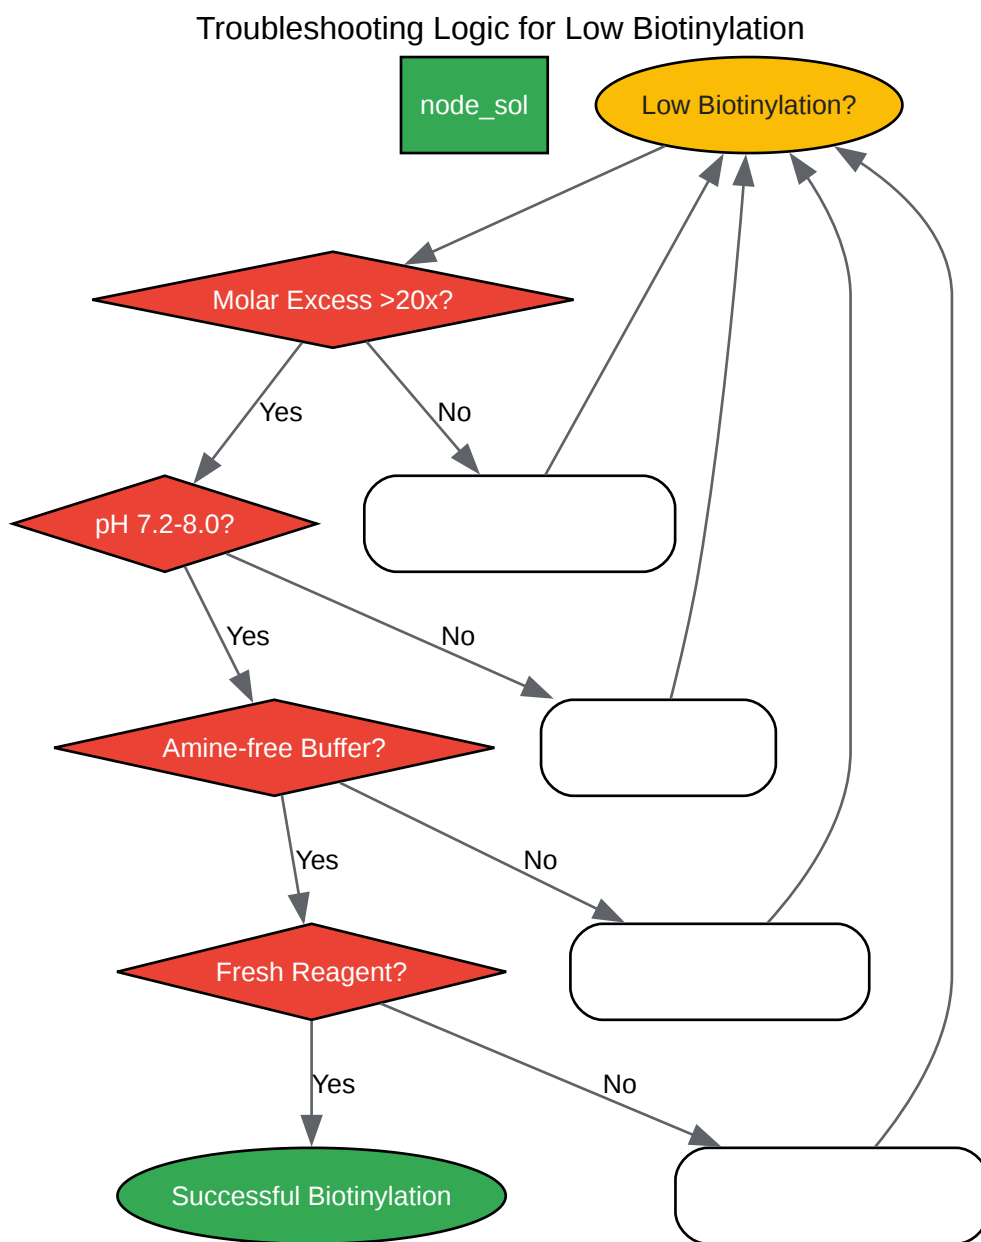 Troubleshooting Logic for Low Biotinylation
node_sol
Low Biotinylation?
Molar Excess >20x?
Yes
No
pH 7.2-8.0?
Yes
No
Amine-free Buffer?
Yes
No
Fresh Reagent?
Yes
No
Successful Biotinylation